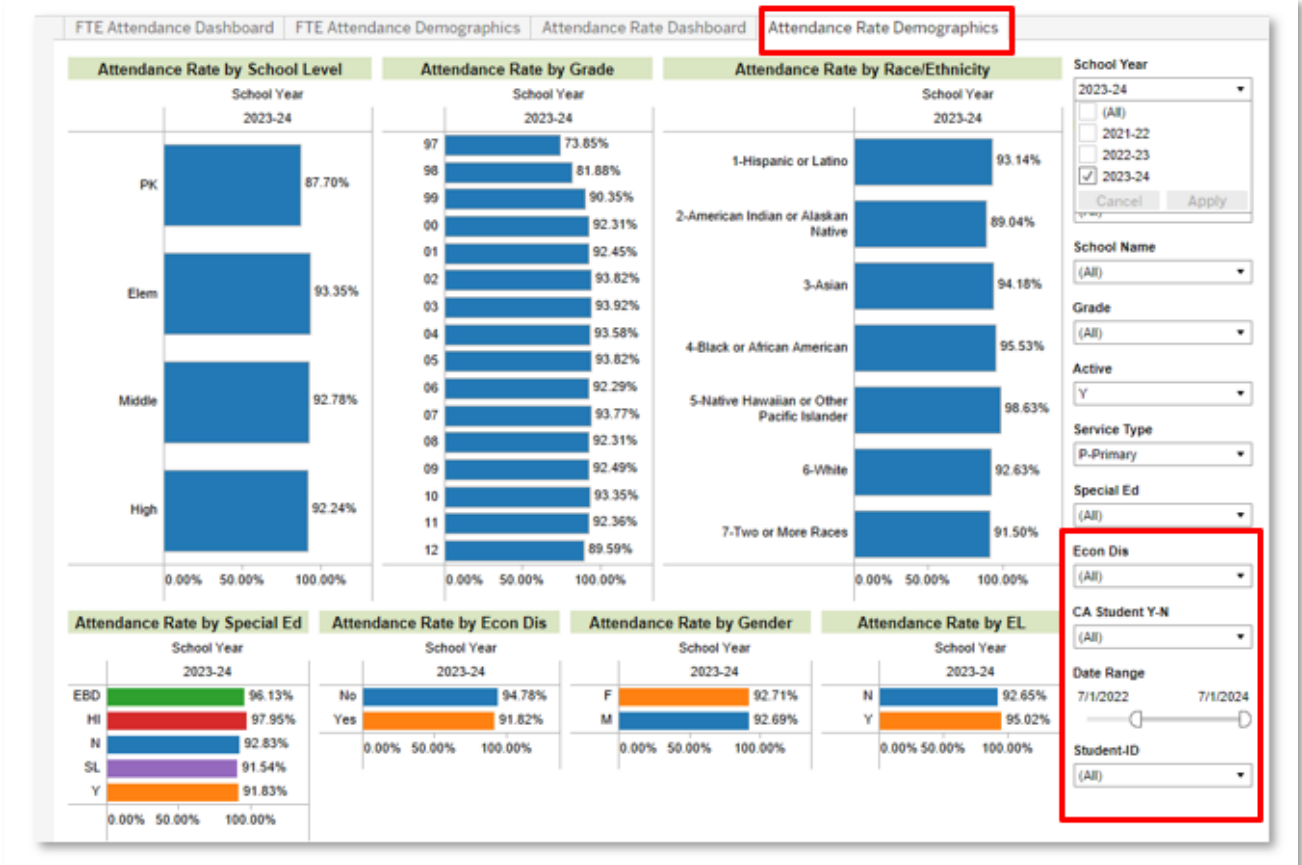 FTE Attendance Dashboard
FTE Attendance Demographics
Attendance Rate Dashboard
Attendance Rate Demographics
Attendance Rate by School Level
School Year
2023-24
PK
87.70%
Elem
93.35%
Middle
92.78%
High
92.24%
0.00% 50.00% 100.00%
Attendance Rate by Grade
School Year
2023-24
97 73.85%
98 81.88%
99 90.35%
00 92.31%
01 92.45%
02 93.82%
03 93.92%
04 93.58%
05 93.82%
06 92.29%
07 93.77%
08 92.31%
09 92.49%
10 93.35%
11 92.36%
12 89.59%
0.00% 50.00% 100.00%
Attendance Rate by Race/Ethnicity
School Year
2023-24
1-Hispanic or Latino
93.14%
2-American Indian or Alaskan
Native
89.04%
3-Asian
94.18%
4-Black or African American
95.53%
5-Native Hawaiian or Other
Pacific Islander
98.63%
6-White
92.63%
7-Two or More Races
91.50%
0.00% 50.00% 100.00%
School Year
2023-24
(All)
2021-22
2022-23
2023-24
Cancel Apply
School Name
(All)
Grade
(All)
Active
Y
Service Type
P-Primary
Special Ed
(All)
Econ Dis
(All)
CA Student Y-N
(All)
Date Range
7/1/2022 7/1/2024
Student-ID
(All)
Attendance Rate by Special Ed
School Year
2023-24
EBD 96.13%
HI 97.95%
N 92.83%
SL 91.54%
Y 91.83%
0.00% 50.00% 100.00%
Attendance Rate by Econ Dis
School Year
2023-24
No 94.78%
Yes 91.82%
0.00% 50.00% 100.00%
Attendance Rate by Gender
School Year
2023-24
F 92.71%
M 92.69%
0.00% 50.00% 100.00%
Attendance Rate by EL
School Year
2023-24
N 92.65%
Y 95.02%
0.00% 50.00% 100.00%